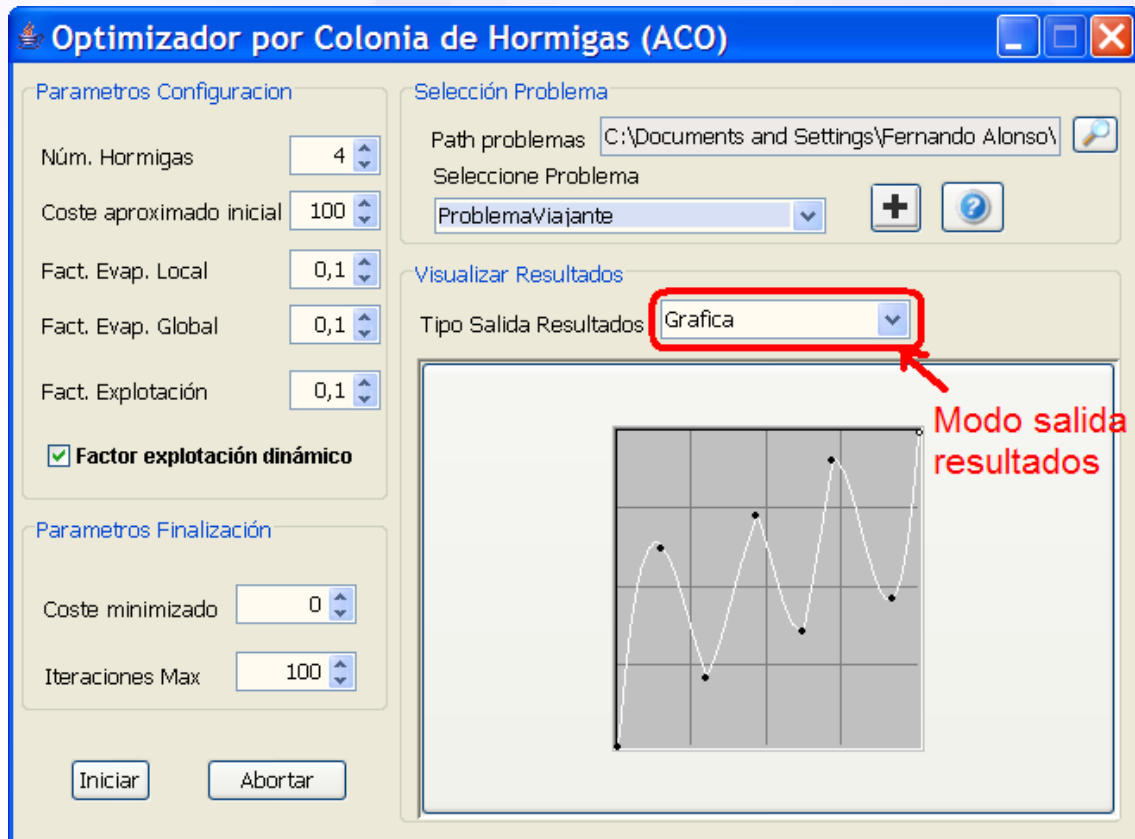 Optimizador por Colonia de Hormigas (ACO)
Parametros Configuracion
Núm. Hormigas 4
Coste aproximado inicial 100
Fact. Evap. Local 0,1
Fact. Evap. Global 0,1
Fact. Explotación 0,1
Factor explotación dinámico
Parametros Finalización
Coste minimizado 0
Iteraciones Max 100
Iniciar Abortar
Selección Problema
Path problemas C:\Documents and Settings\Fernando Alonso\
Seleccione Problema
ProblemaViajante
Visualizar Resultados
Tipo Salida Resultados Grafica
Modo salida
resultados